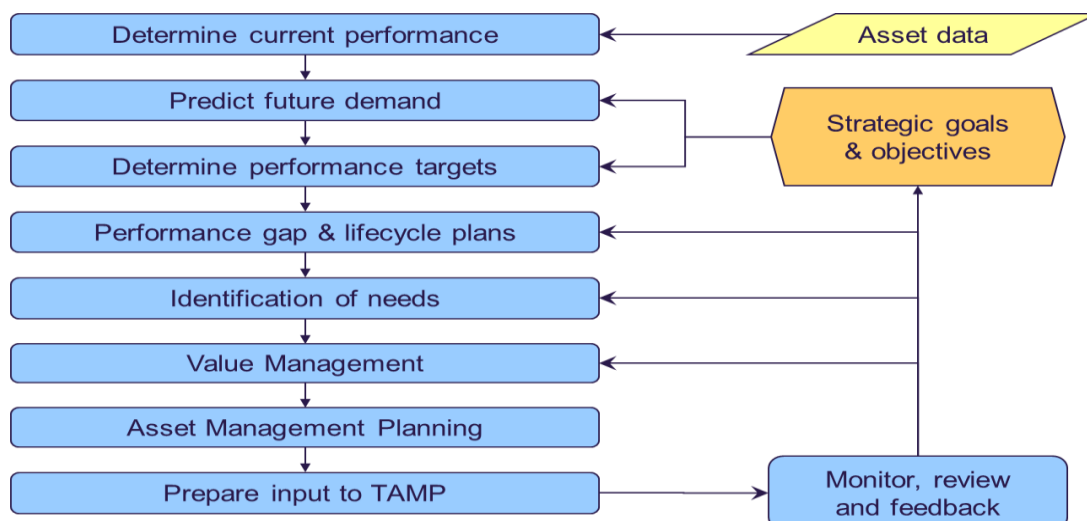 Determine current performance
Asset data
Predict future demand
Strategic goals
& objectives
Determine performance targets
Performance gap & lifecycle plans
Identification of needs
Value Management
Asset Management Planning
Prepare input to TAMP
Monitor, review
and feedback